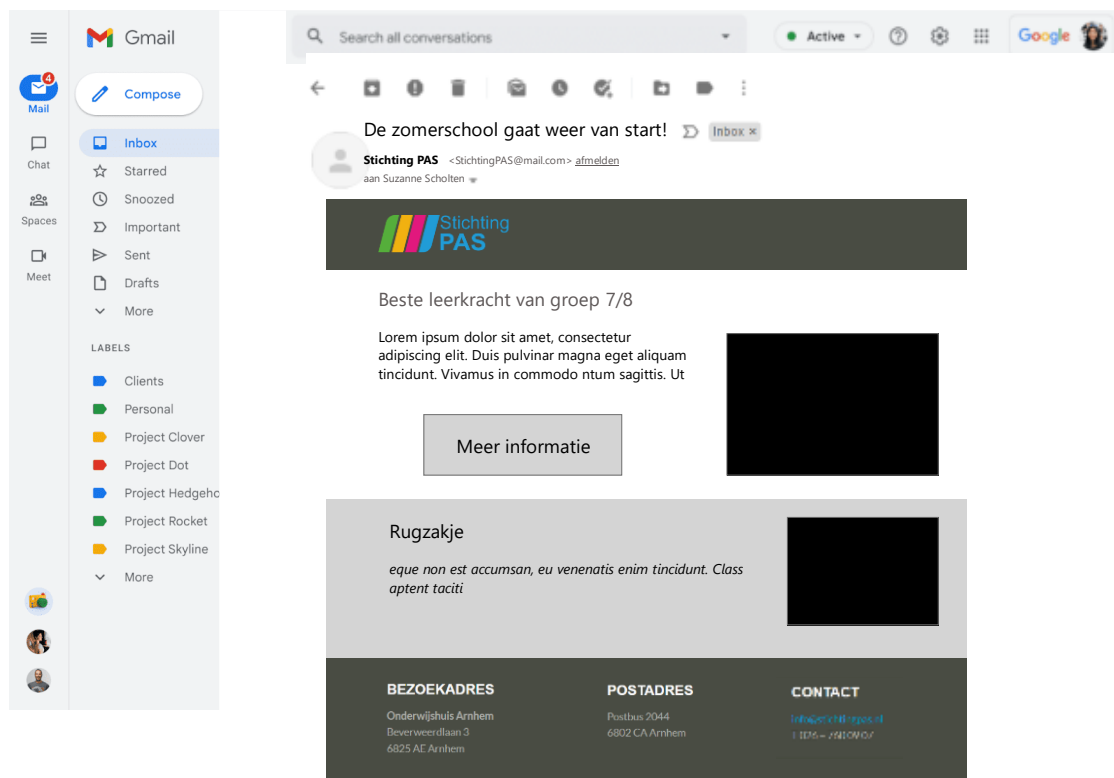 Gmail
Search all conversations
Active
Google
4
Mail
Compose
Chat
Spaces
Meet
Inbox
Starred
Snoozed
Important
Sent
Drafts
More
LABELS
Clients
Personal
Project Clover
Project Dot
Project Hedgeho
Project Rocket
Project Skyline
More
De zomerschool gaat weer van start! Inbox ×
Stichting PAS <StichtingPAS@mail.com> afmelden
aan Suzanne Scholten
Stichting
PAS
Beste leerkracht van groep 7/8
Lorem ipsum dolor sit amet, consectetur
adipiscing elit. Duis pulvinar magna eget aliquam
tincidunt. Vivamus in commodo ntum sagittis. Ut
Meer informatie
Rugzakje
eque non est accumsan, eu venenatis enim tincidunt. Class
aptent taciti
BEZOEKADRES
Onderwijshuis Arnhem
Beverweerdlaan 3
6825 AE Arnhem
POSTADRES
Postbus 2044
6802 CA Arnhem
CONTACT